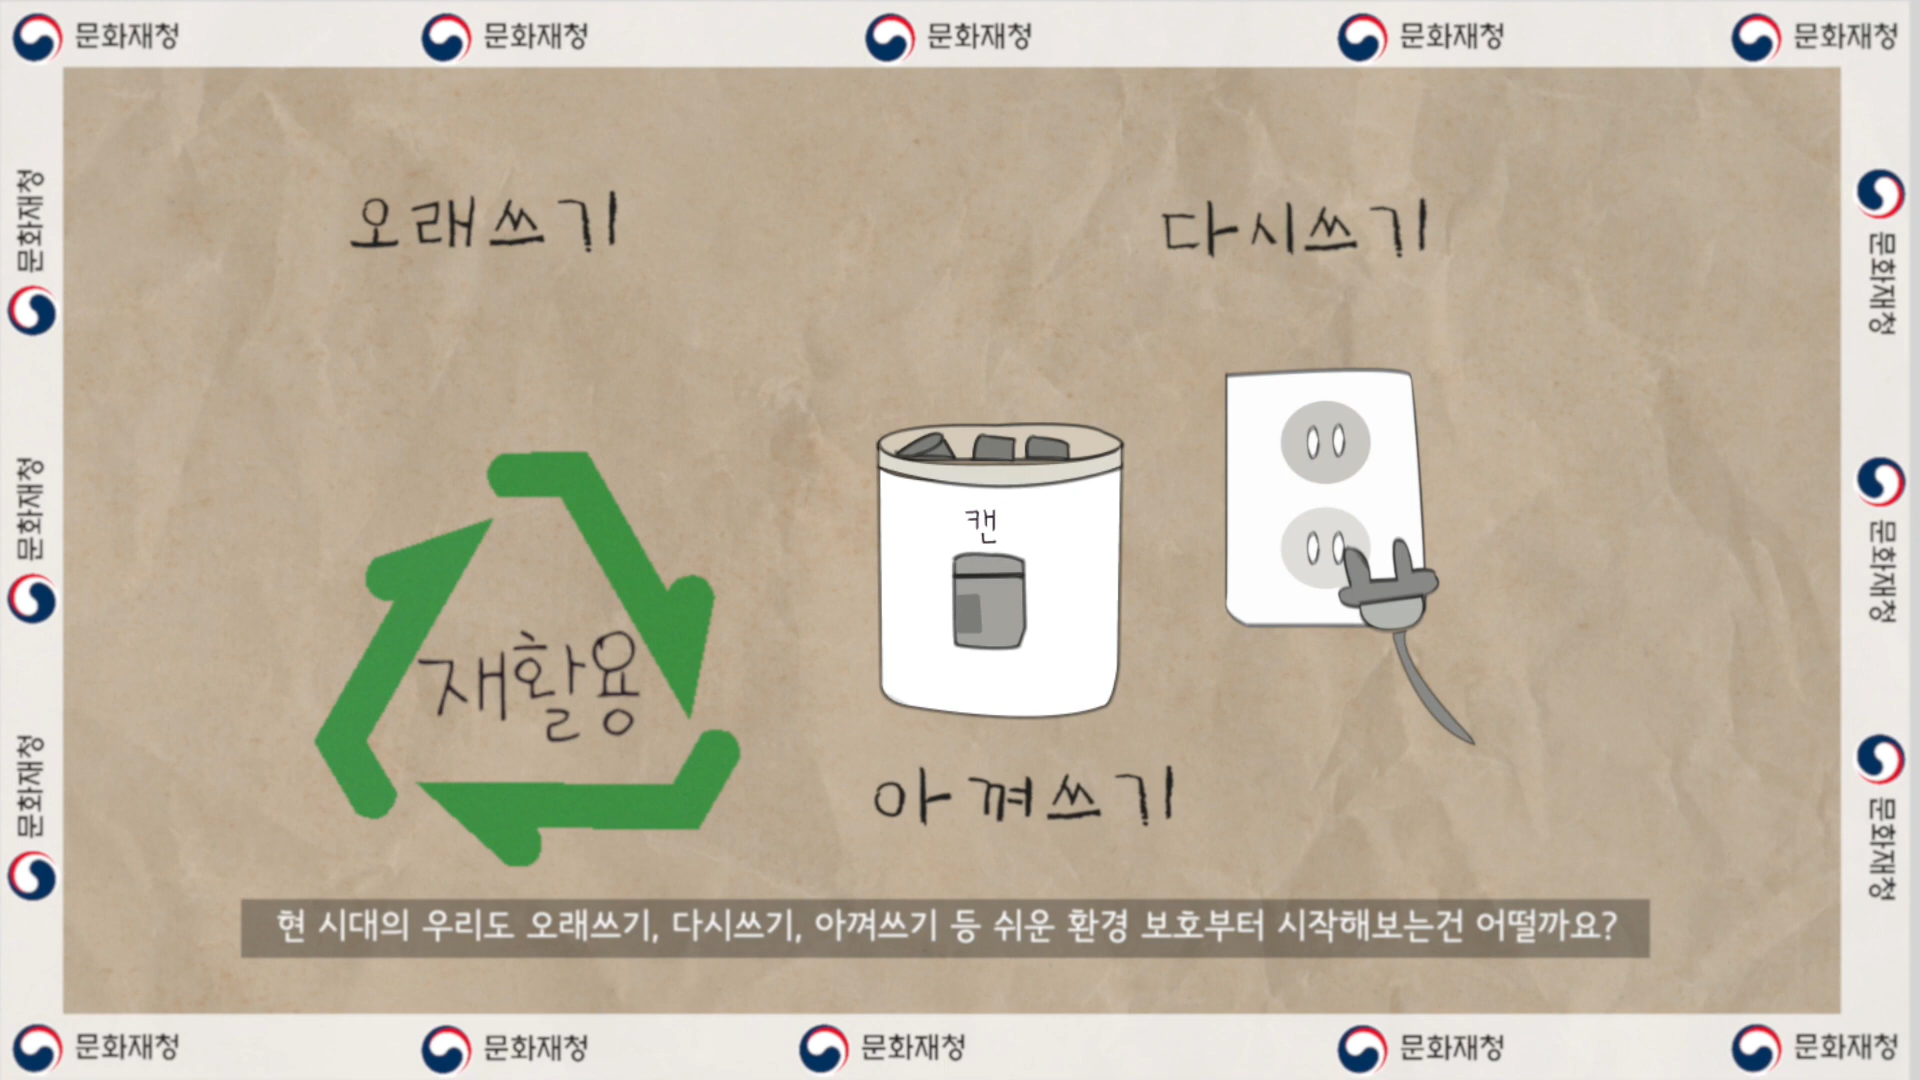 문화재청 문화재청 문화재청 문화재청 문화재청
문화재청
문화재청
문화재청
오래쓰기
다시쓰기
재활용
캔
아껴쓰기
현 시대의 우리도 오래쓰기, 다시쓰기, 아껴쓰기 등 쉬운 환경 보호부터 시작해보는건 어떨까요?
문화재청
문화재청
문화재청
문화재청 문화재청 문화재청 문화재청 문화재청